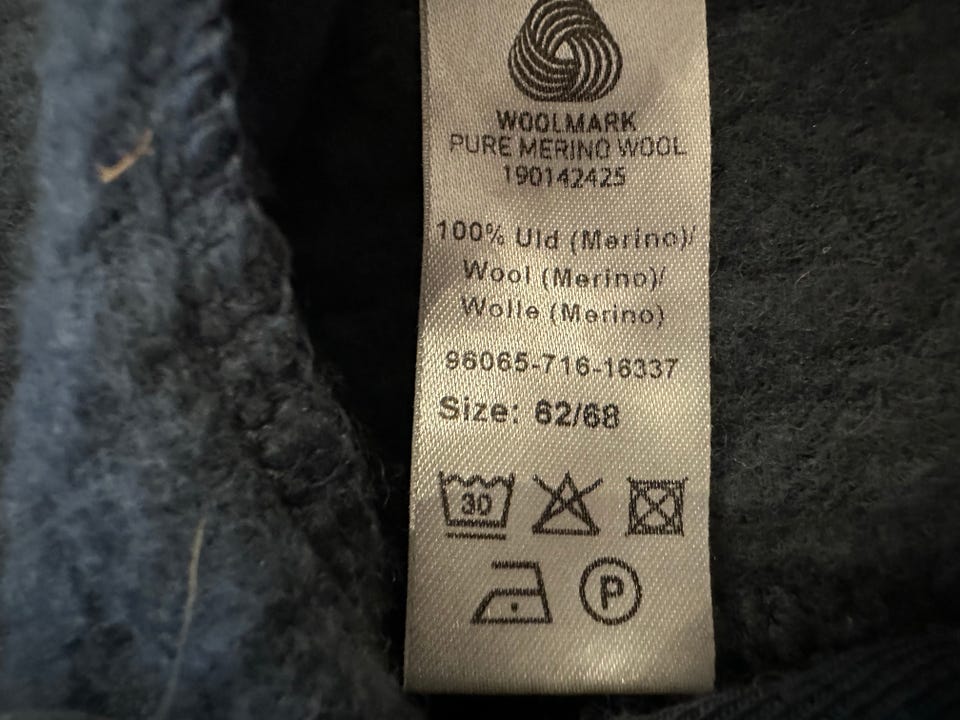 WOOLMARK
PURE MERINO WOOL
190142425
100% Uld (Merino)/
Wool (Merino)/
Wolle (Merino)
96065-716-16337
Size: 62/68
30
P